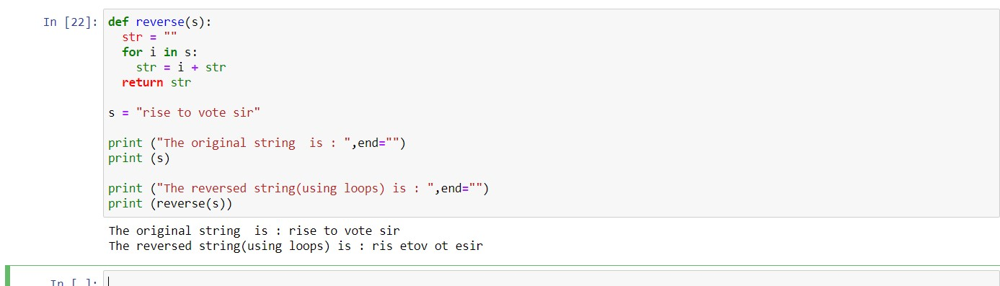 In [22]: def reverse(s):
  str = ""
  for i in s:
    str = i + str
  return str

s = "rise to vote sir"

print ("The original string  is : ",end="")
print (s)

print ("The reversed string(using loops) is : ",end="")
print (reverse(s))
The original string  is : rise to vote sir
The reversed string(using loops) is : ris etov ot esir
In [ ]: